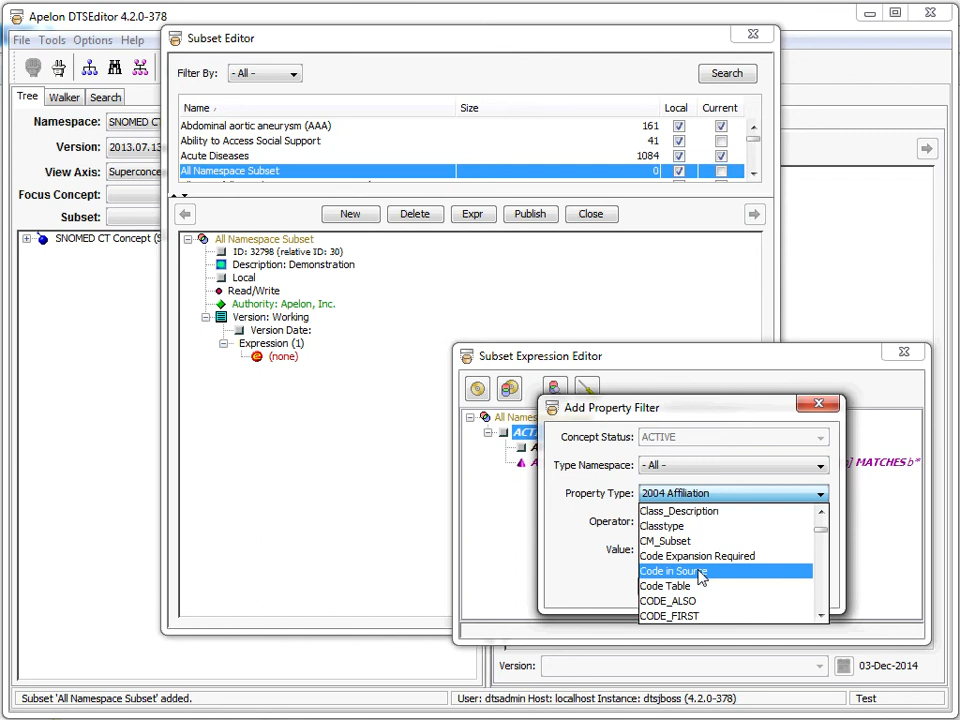 Apelon DTSEditor 4.2.0-378
File Tools Options Help
Tree Walker Search
Namespace: SNOMED CT
Version: 2013.07.13
View Axis: Superconce
Focus Concept:
Subset:
SNOMED CT Concept (S
Subset Editor
Filter By: - All - Search
Name Size Local Current
Abdominal aortic aneurysm (AAA) 161
Ability to Access Social Support 41
Acute Diseases 1084
All Namespace Subset 0
New Delete Expr Publish Close
All Namespace Subset
ID: 32798 (relative ID: 30)
Description: Demonstration
Local
Read/Write
Authority: Apelon, Inc.
Version: Working
Version Date:
Expression (1)
(none)
Subset Expression Editor
All Names
ACT
] MATCHES b*
Add Property Filter
Concept Status: ACTIVE
Type Namespace: - All -
Property Type: 2004 Affiliation
Operator:
Value:
Class_Description
Classtype
CM_Subset
Code Expansion Required
Code in Source
Code Table
CODE_ALSO
CODE_FIRST
Version: 03-Dec-2014
Subset 'All Namespace Subset' added. User: dtsadmin Host: localhost Instance: dtsjboss (4.2.0-378) Test